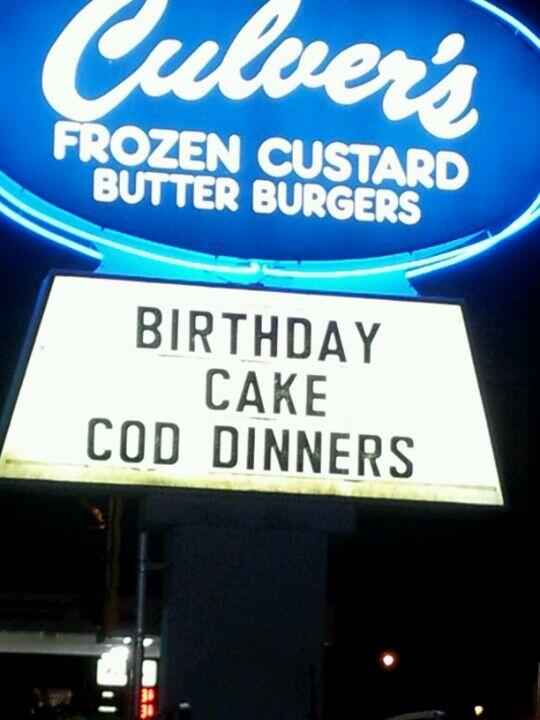 Culver's
FROZEN CUSTARD
BUTTER BURGERS
BIRTHDAY
CAKE
COD DINNERS